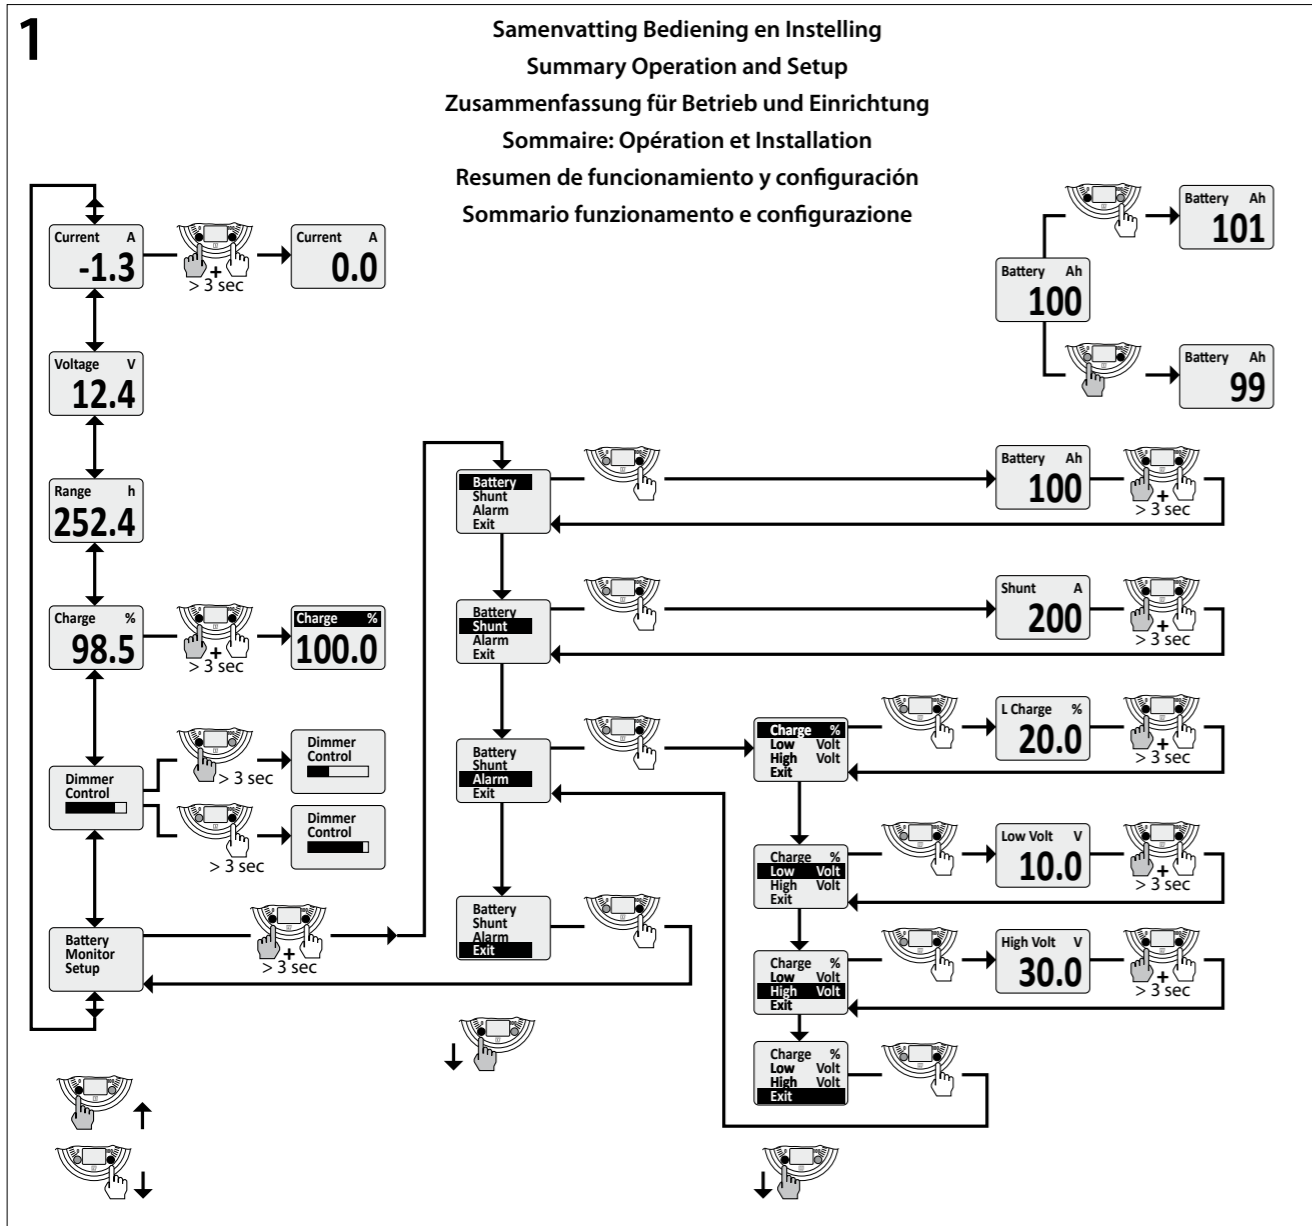 1
Samenvatting Bediening en Instelling
Summary Operation and Setup
Zusammenfassung für Betrieb und Einrichtung
Sommaire: Opération et Installation
Resumen de funcionamiento y configuración
Sommario funzionamento e configurazione
Current A
-1.3
+
> 3 sec
Current A
0.0
Battery Ah
100
Battery Ah
101
Battery Ah
99
Voltage V
12.4
Range h
252.4
Charge %
98.5
+
> 3 sec
Charge %
100.0
Dimmer
Control
> 3 sec
Dimmer
Control
> 3 sec
Dimmer
Control
Battery
Monitor
Setup
+
> 3 sec
Battery
Shunt
Alarm
Exit
Battery Ah
100
+
> 3 sec
Battery
Shunt
Alarm
Exit
Shunt A
200
+
> 3 sec
Battery
Shunt
Alarm
Exit
Charge %
Low Volt
High Volt
Exit
L Charge %
20.0
+
> 3 sec
Charge %
Low Volt
High Volt
Exit
Low Volt V
10.0
+
> 3 sec
Battery
Shunt
Alarm
Exit
Charge %
Low Volt
High Volt
Exit
High Volt V
30.0
+
> 3 sec
Charge %
Low Volt
High Volt
Exit